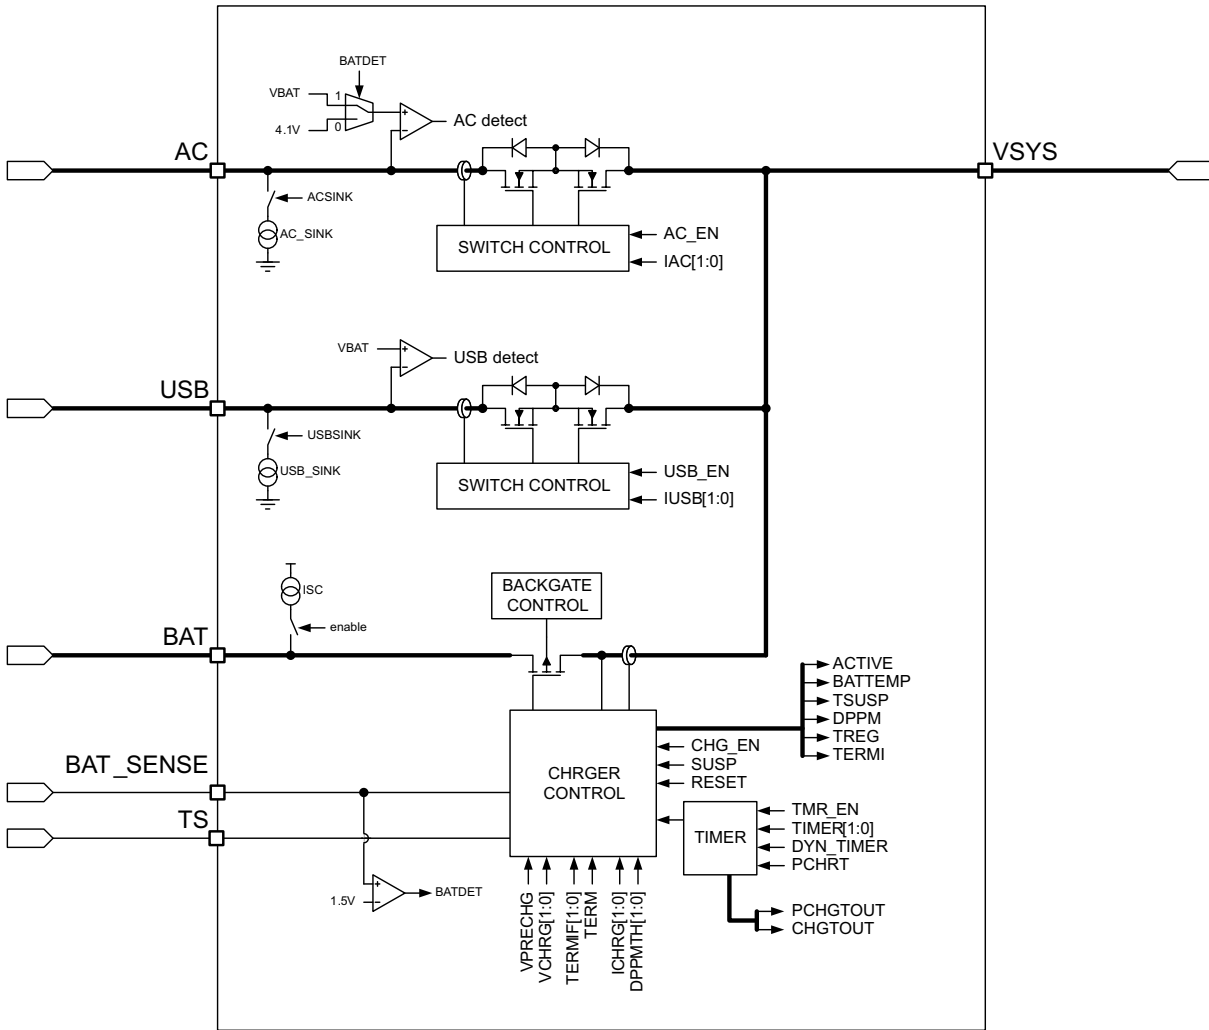 BATDET
VBAT
1
4.1V
0
+
−
AC detect
AC
VSYS
ACSINK
AC_SINK
SWITCH CONTROL
AC_EN
IAC[1:0]
VBAT
+
−
USB detect
USB
USBSINK
USB_SINK
SWITCH CONTROL
USB_EN
IUSB[1:0]
ISC
enable
BACKGATE
CONTROL
BAT
ACTIVE
BATTEMP
TSUSP
DPPM
TREG
TERMI
CHG_EN
SUSP
RESET
CHRGER
CONTROL
BAT_SENSE
TS
TIMER
TMR_EN
TIMER[1:0]
DYN_TIMER
PCHRT
1.5V
+
−
BATDET
VPRECHG
VCHRG[1:0]
TERMIF[1:0]
TERM
ICHRG[1:0]
DPPMTH[1:0]
PCHGTOUT
CHGTOUT